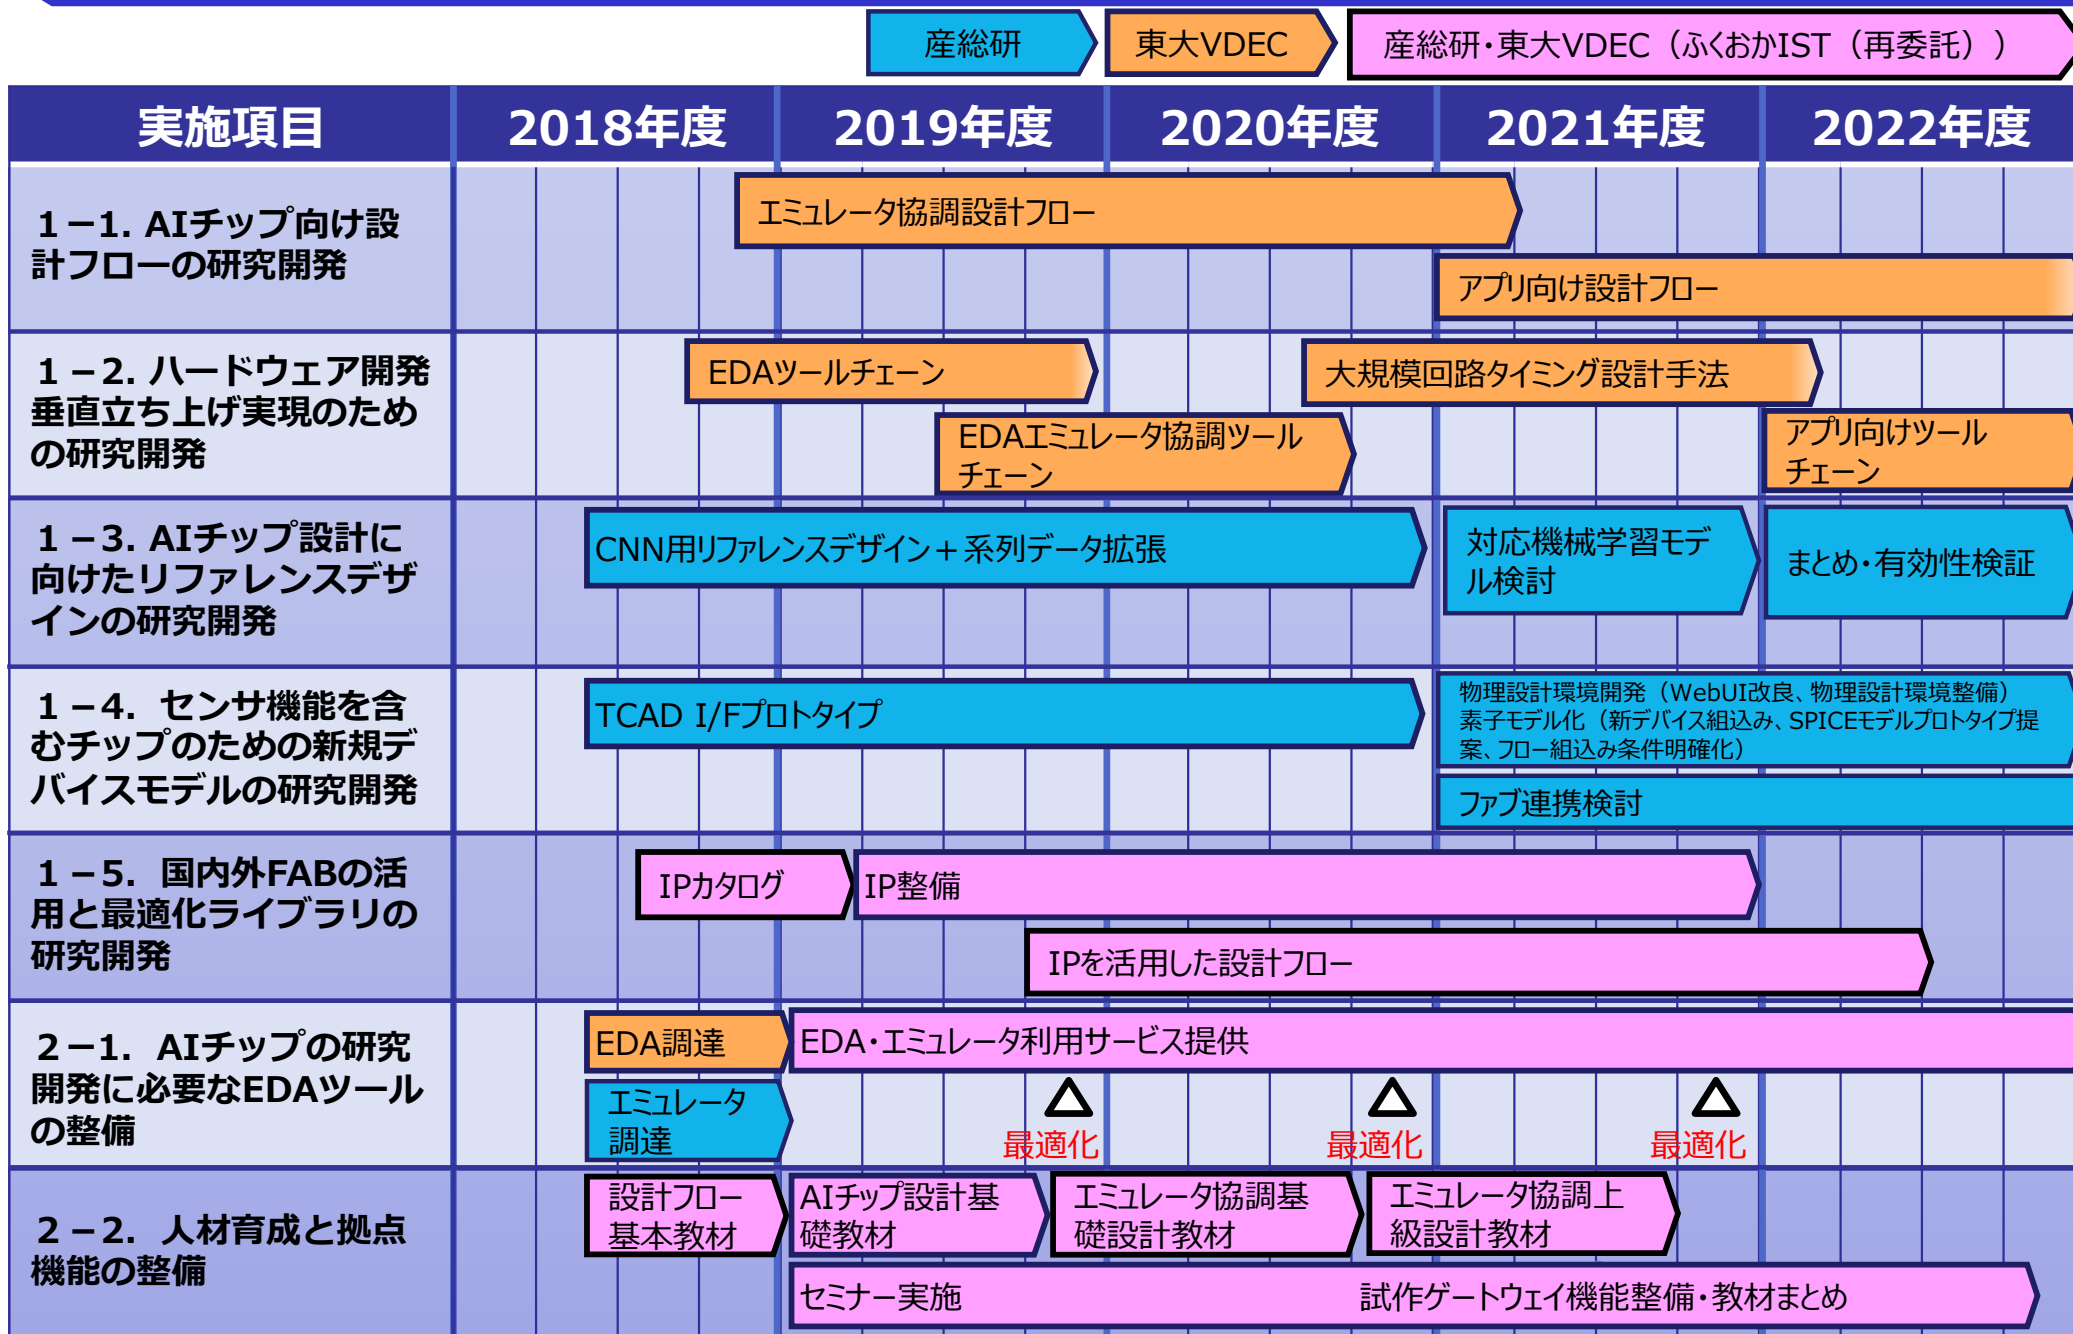 産総研
東大VDEC
産総研・東大VDEC（ふくおかIST（再委託））
実施項目
2018年度
2019年度
2020年度
2021年度
2022年度
１－1. AIチップ向け設
計フローの研究開発
エミュレータ協調設計フロー
アプリ向け設計フロー
１－2. ハードウェア開発
垂直立ち上げ実現のため
の研究開発
EDAツールチェーン
大規模回路タイミング設計手法
EDAエミュレータ協調ツール
チェーン
アプリ向けツール
チェーン
１－3. AIチップ設計に
向けたリファレンスデザ
インの研究開発
CNN用リファレンスデザイン＋系列データ拡張
対応機械学習モデ
ル検討
まとめ・有効性検証
１－4. センサ機能を含
むチップのための新規デ
バイスモデルの研究開発
TCAD I/Fプロトタイプ
物理設計環境開発（WebUI改良、物理設計環境整備）
素子モデル化（新デバイス組込み、SPICEモデルプロトタイプ提
案、フロー組込み条件明確化）
ファブ連携検討
１－5. 国内外FABの活
用と最適化ライブラリの
研究開発
IPカタログ
IP整備
IPを活用した設計フロー
２－1. AIチップの研究
開発に必要なEDAツール
の整備
EDA調達
EDA・エミュレータ利用サービス提供
エミュレータ
調達
最適化
最適化
最適化
２－2. 人材育成と拠点
機能の整備
設計フロー
基本教材
AIチップ設計基
礎教材
エミュレータ協調基
礎設計教材
エミュレータ協調上
級設計教材
セミナー実施
試作ゲートウェイ機能整備・教材まとめ